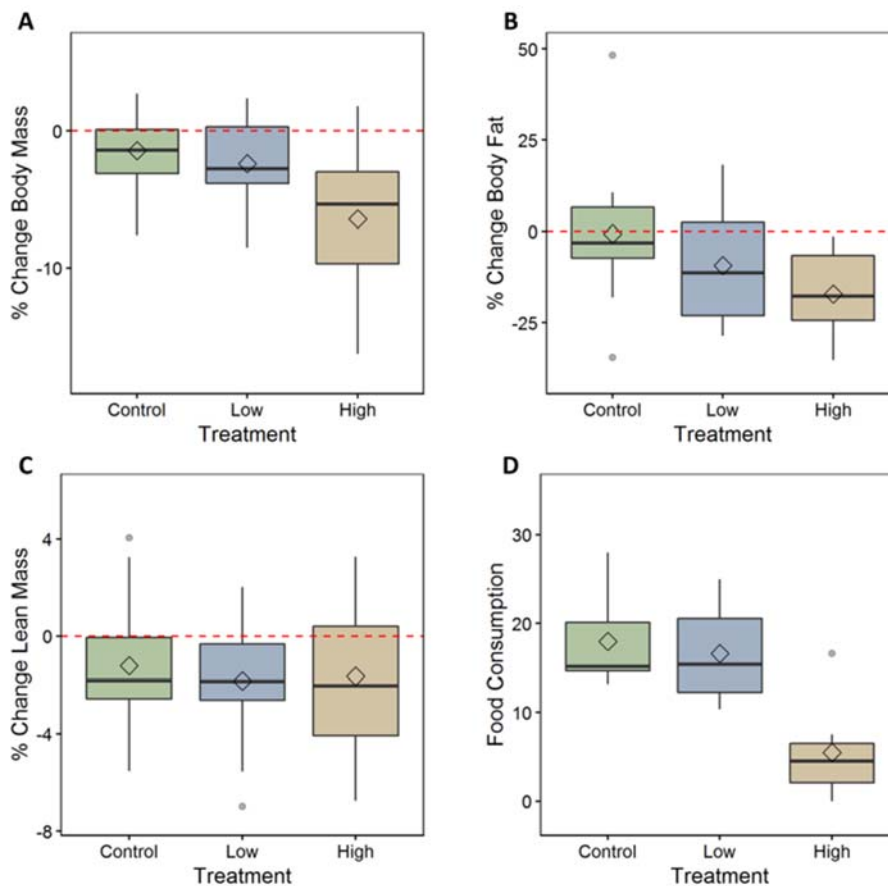 A
% Change Body Mass
0
-10
Control Low High
Treatment
B
% Change Body Fat
50
25
0
-25
Control Low High
Treatment
C
% Change Lean Mass
4
0
-4
-8
Control Low High
Treatment
D
Food Consumption
30
20
10
0
Control Low High
Treatment